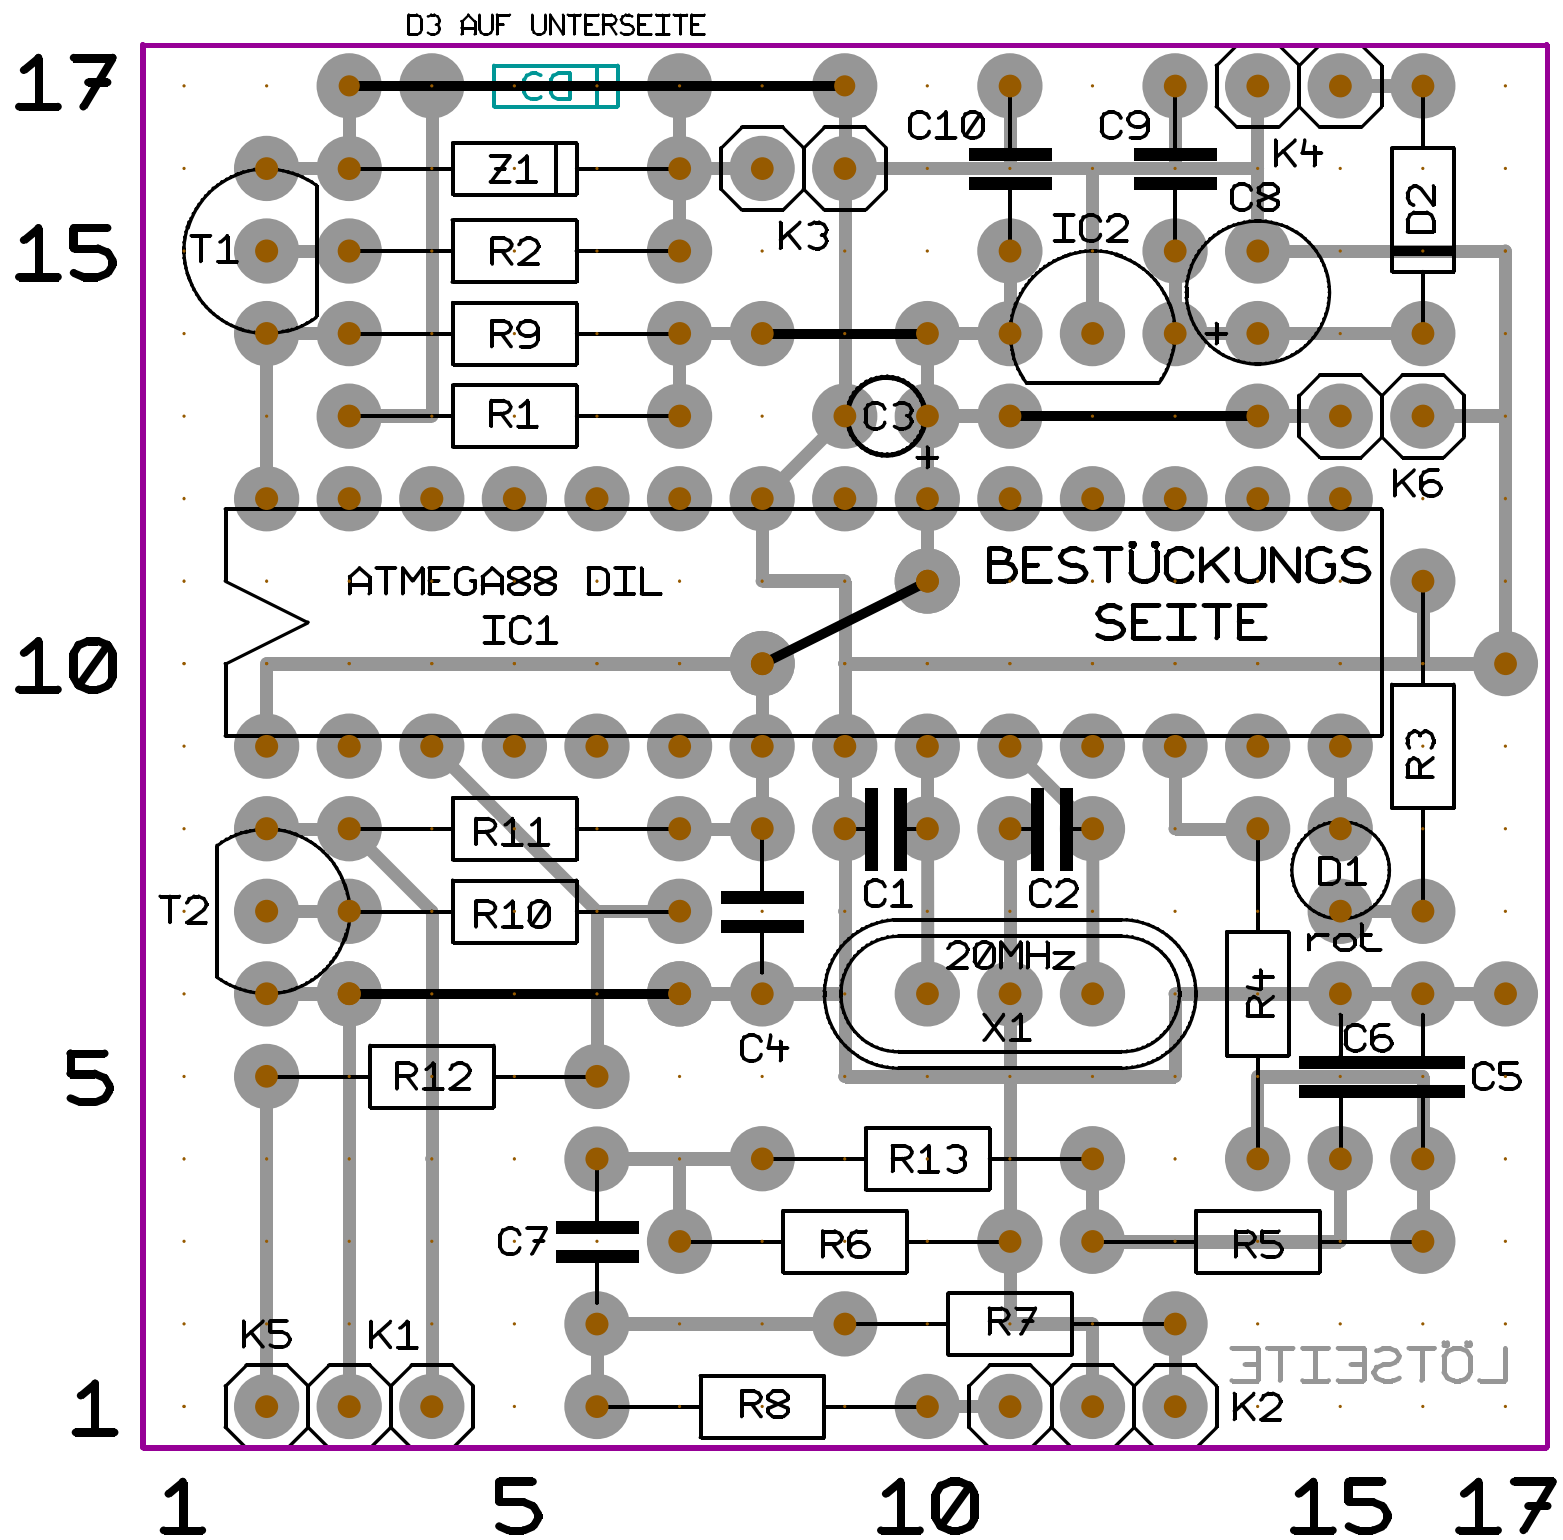 D3 AUF UNTERSEITE
17
D3
C10
C9
K4
Z1
C8
D2
T1
R2
K3
IC2
15
R9
+
R1
C3
+
K6
ATMEGA88 DIL
IC1
BESTÜCKUNGS
SEITE
10
R3
R11
C1
C2
D1
T2
R10
rot
20MHz
R4
X1
C4
C6
5
R12
C5
R13
C7
R6
R5
K5
K1
R7
LÖTSEITE
1
R8
K2
1
5
10
15
17